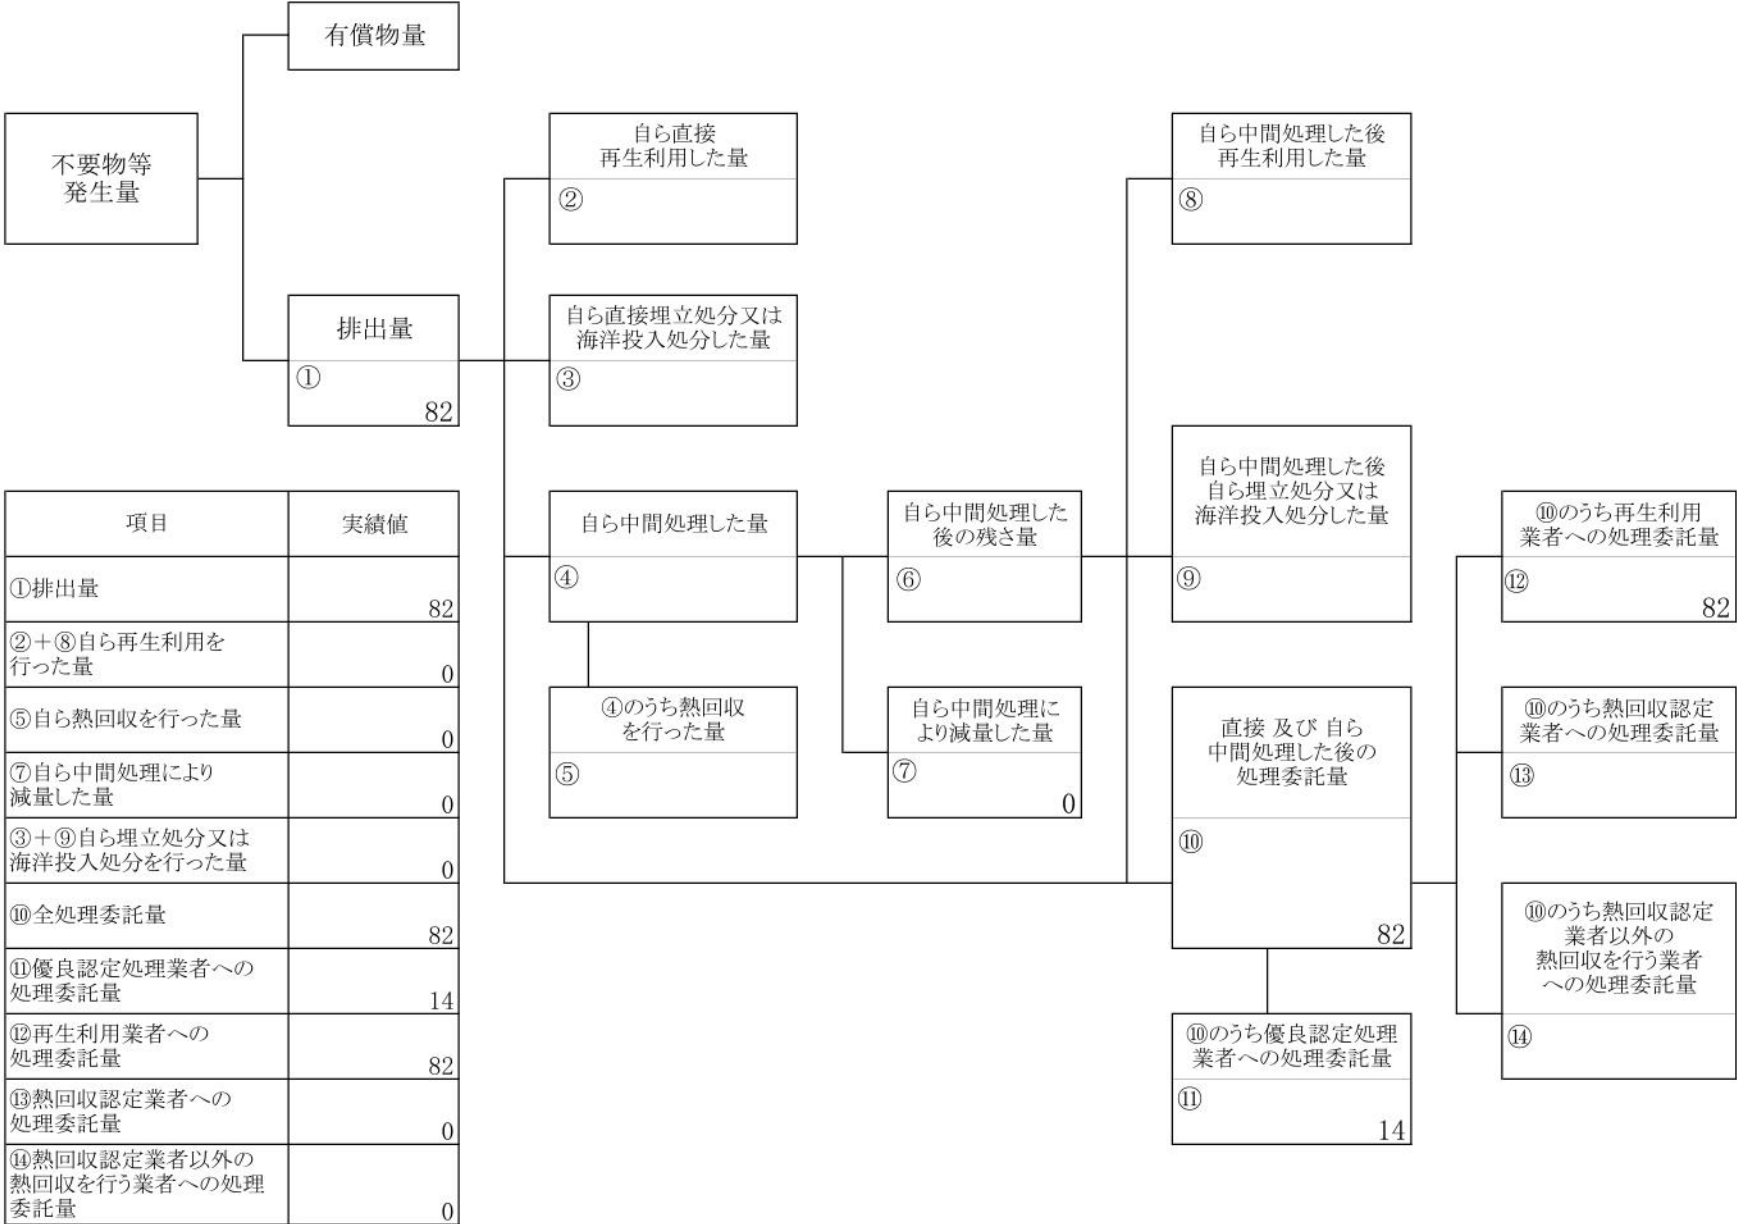 有償物量
不要物等
発生量
排出量
①
82
自ら直接
再生利用した量
②
自ら直接埋立処分又は
海洋投入処分した量
③
自ら中間処理した量
④
④のうち熱回収
を行った量
⑤
自ら中間処理した
後の残さ量
⑥
自ら中間処理に
より減量した量
⑦
0
自ら中間処理した後
再生利用した量
⑧
自ら中間処理した後
自ら埋立処分又は
海洋投入処分した量
⑨
直接 及び 自ら
中間処理した後の
処理委託量
⑩
82
⑩のうち優良認定処理
業者への処理委託量
⑪
14
⑩のうち再生利用
業者への処理委託量
⑫
82
⑩のうち熱回収認定
業者への処理委託量
⑬
⑩のうち熱回収認定
業者以外の
熱回収を行う業者
への処理委託量
⑭
項目 実績値
①排出量
82
②＋⑧自ら再生利用を
行った量
0
⑤自ら熱回収を行った量
0
⑦自ら中間処理により
減量した量
0
③＋⑨自ら埋立処分又は
海洋投入処分を行った量
0
⑩全処理委託量
82
⑪優良認定処理業者への
処理委託量
14
⑫再生利用業者への
処理委託量
82
⑬熱回収認定業者への
処理委託量
0
⑭熱回収認定業者以外の
熱回収を行う業者への処理
委託量
0